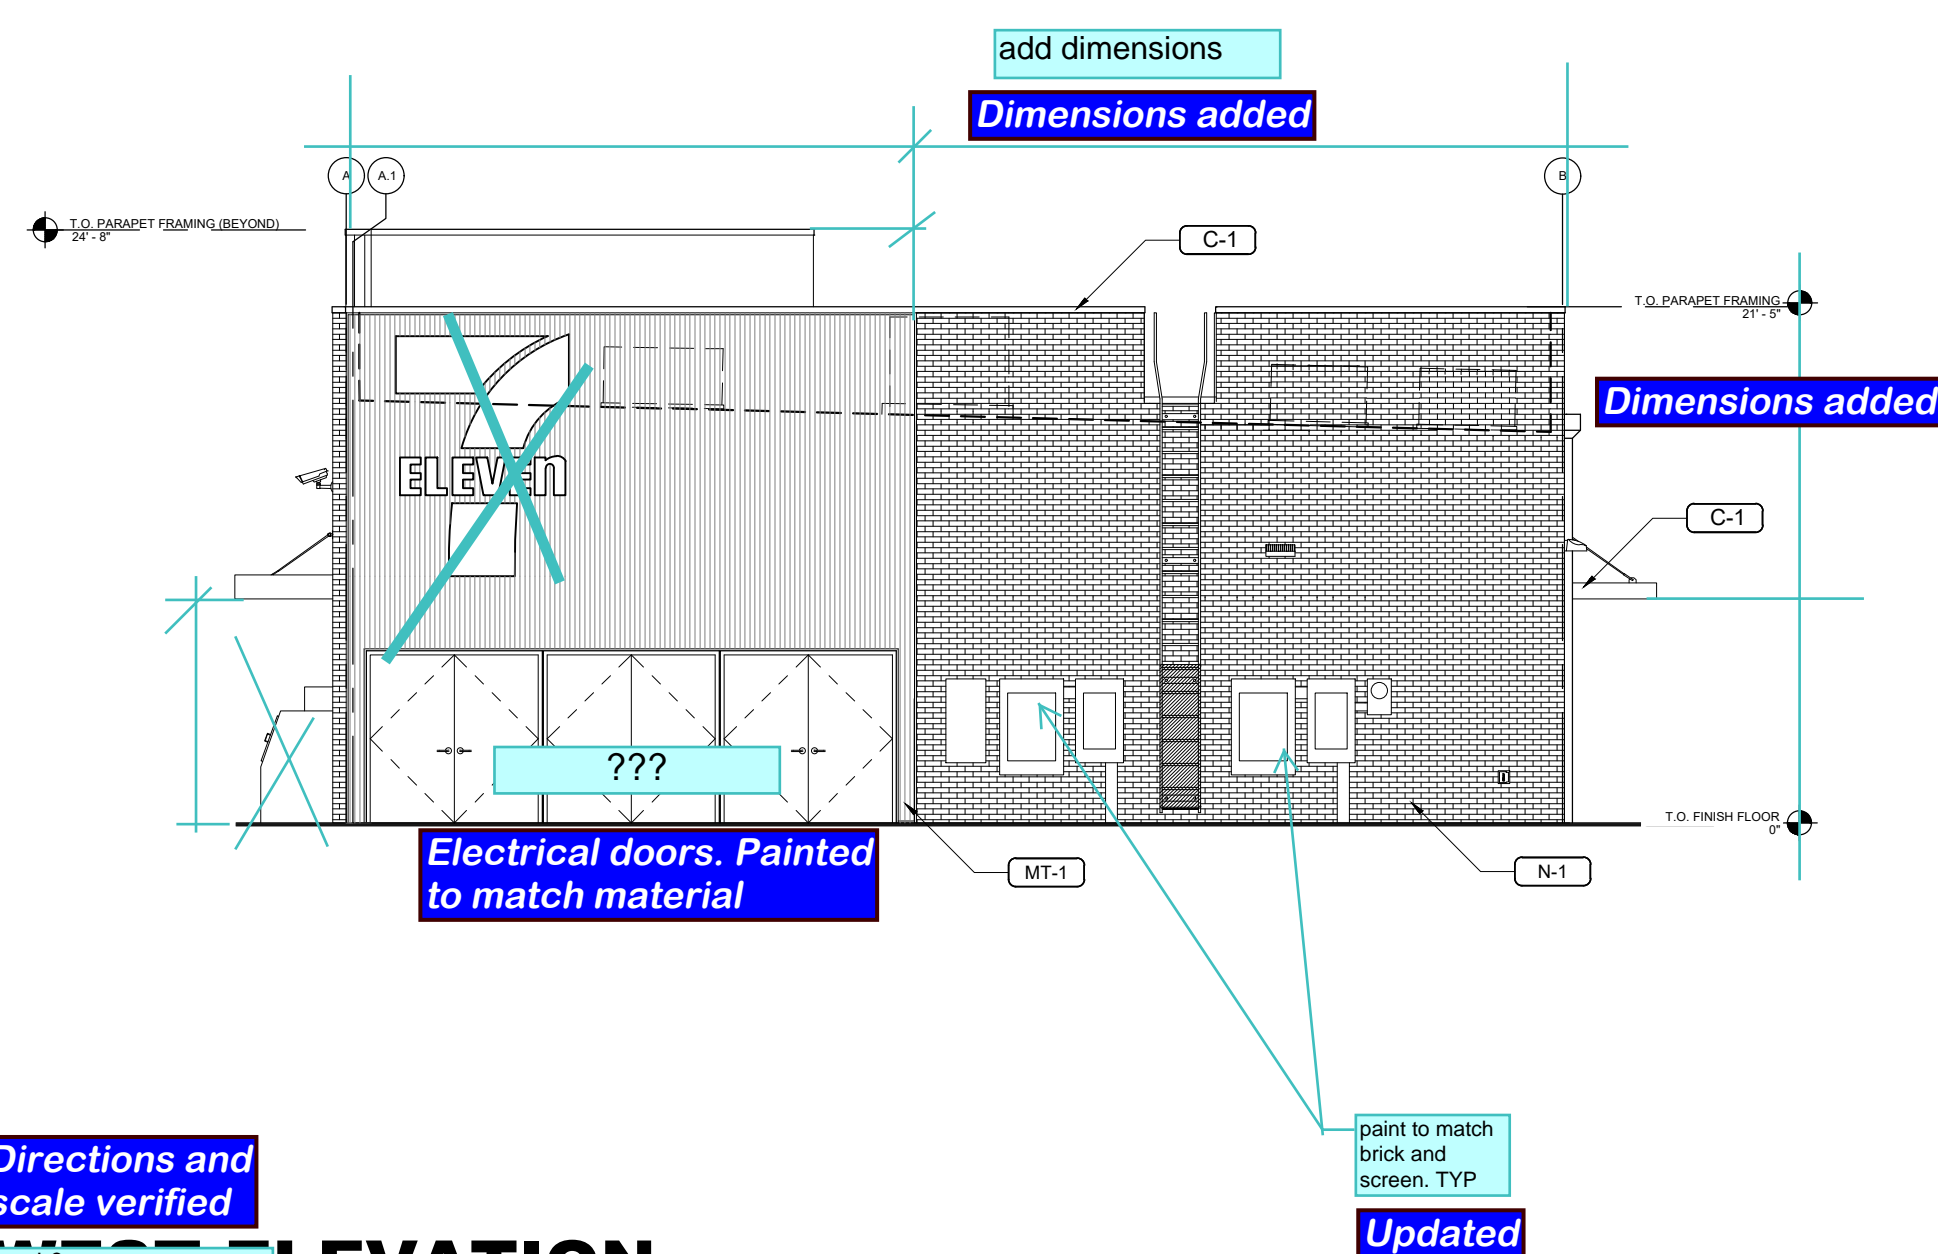 add dimensions
Dimensions added
A
A.1
B
T.O. PARAPET FRAMING (BEYOND)
24' - 8"
C-1
T.O. PARAPET FRAMING
21' - 5"
Dimensions added
ELEVEn
C-1
???
T.O. FINISH FLOOR
0"
Electrical doors. Painted
to match material
MT-1
N-1
paint to match
brick and
screen. TYP
Directions and
scale verified
Updated
WEST ELEVATION